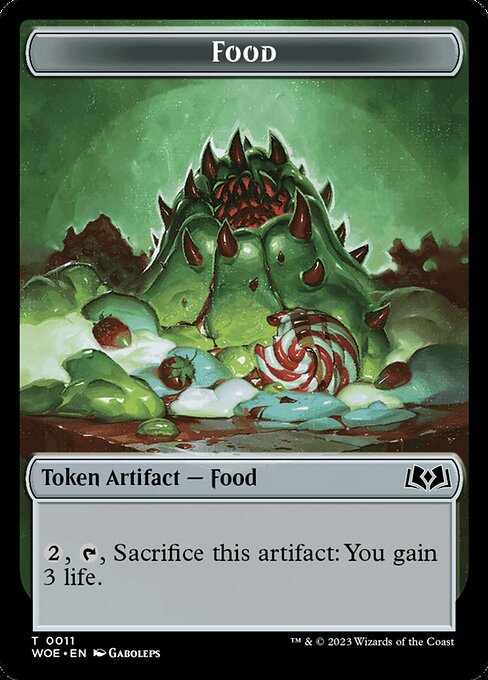 Food
Token Artifact — Food
2, Sacrifice this artifact: You gain
3 life.
T 0011
WOE • EN Gaboleps
™ & © 2023 Wizards of the Coast